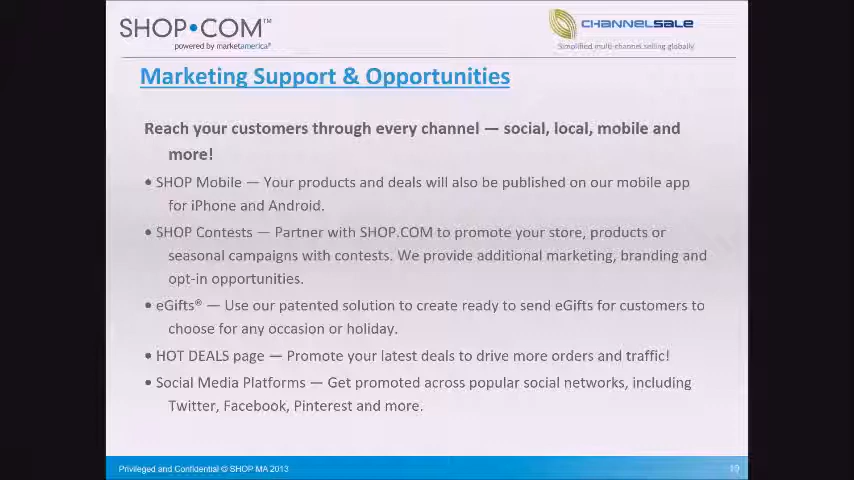 SHOP•COM™
powered by marketamerica®
CHANNELSALE
Simplified multi-channel selling globally
Marketing Support & Opportunities
Reach your customers through every channel — social, local, mobile and
more!
• SHOP Mobile — Your products and deals will also be published on our mobile app
for iPhone and Android.
• SHOP Contests — Partner with SHOP.COM to promote your store, products or
seasonal campaigns with contests. We provide additional marketing, branding and
opt-in opportunities.
• eGifts® — Use our patented solution to create ready to send eGifts for customers to
choose for any occasion or holiday.
• HOT DEALS page — Promote your latest deals to drive more orders and traffic!
• Social Media Platforms — Get promoted across popular social networks, including
Twitter, Facebook, Pinterest and more.
Privileged and Confidential © SHOP MA 2013
19